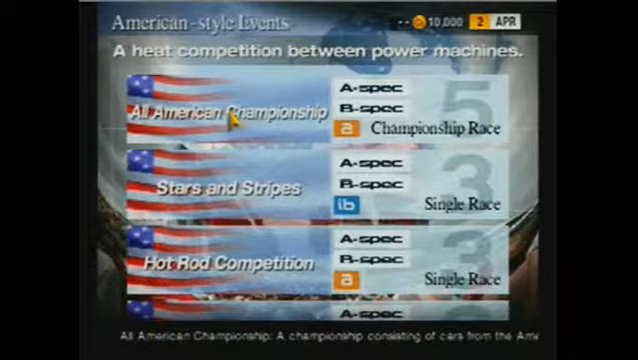 American -style Events -- 10,000 2 APR
A heat competition between power machines.
All American Championship
A-spec
B-spec
a
5
Championship Race
Stars and Stripes
A-spec
B-spec
ib
3
Single Race
Hot Rod Competition
A-spec
B-spec
a
3
Single Race
A-spec
All American Championship: A championship consisting of cars from the Ame